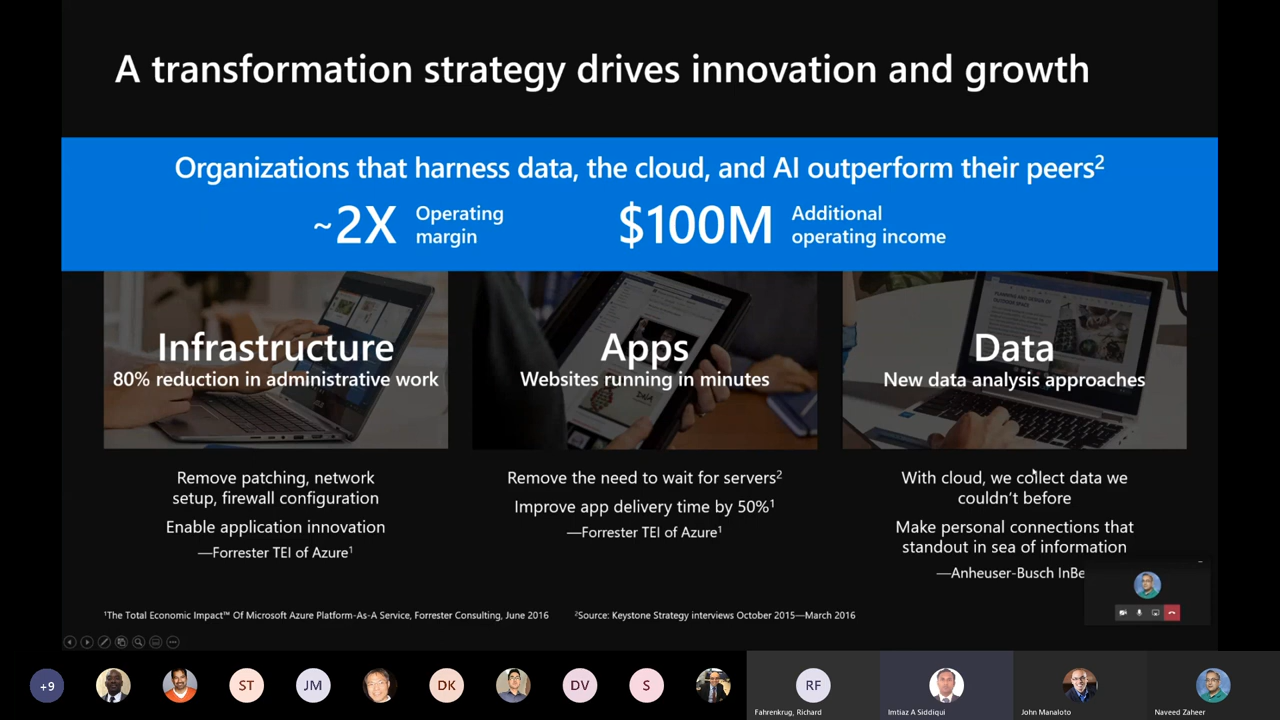 A transformation strategy drives innovation and growth
Organizations that harness data, the cloud, and AI outperform their peers²
~2X
Operating
margin
$100M
Additional
operating income
Infrastructure
80% reduction in administrative work
Remove patching, network
setup, firewall configuration
Enable application innovation
—Forrester TEI of Azure¹
Apps
Websites running in minutes
Remove the need to wait for servers²
Improve app delivery time by 50%¹
—Forrester TEI of Azure¹
Data
New data analysis approaches
With cloud, we collect data we
couldn't before
Make personal connections that
standout in sea of information
—Anheuser-Busch InBe
¹The Total Economic Impact™ Of Microsoft Azure Platform-As-A Service, Forrester Consulting, June 2016
²Source: Keystone Strategy interviews October 2015—March 2016
+9
ST
JM
DK
DV
S
RF
Fahrenkrug, Richard
Imtiaz A Siddiqui
John Manaloto
Naveed Zaheer